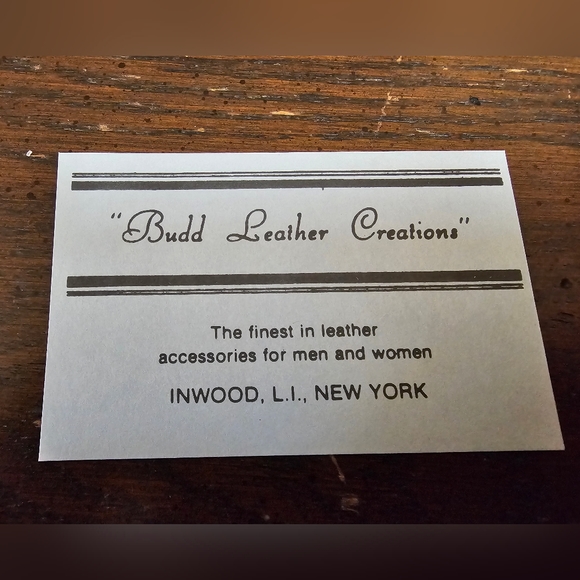 "Budd Leather Creations"
The finest in leather
accessories for men and women
INWOOD, L.I., NEW YORK